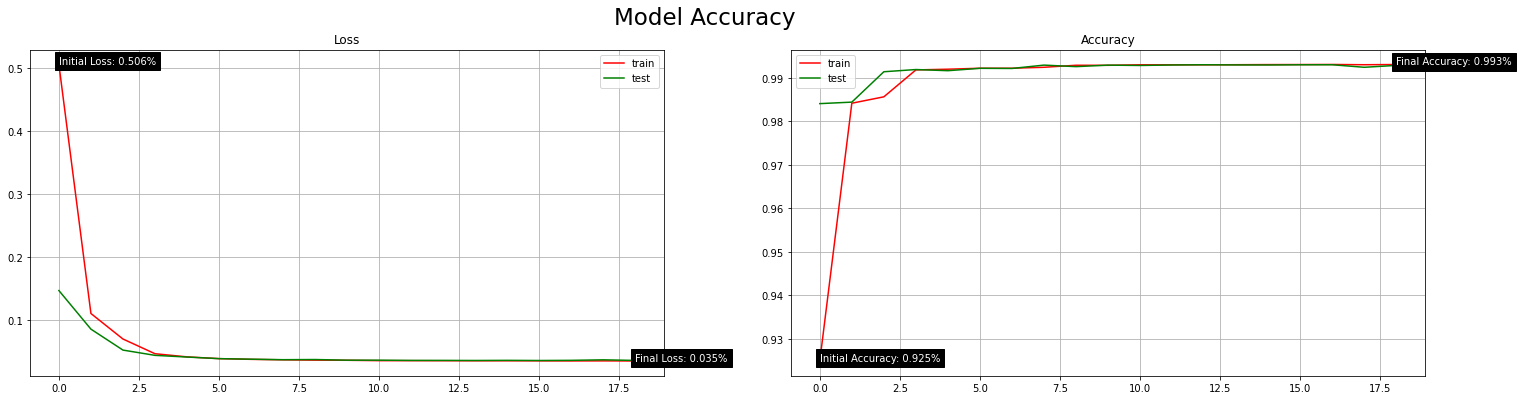 Model Accuracy
Loss
Initial Loss: 0.506%
train
test
0.5
0.4
0.3
0.2
0.1
Final Loss: 0.035%
0.0 2.5 5.0 7.5 10.0 12.5 15.0 17.5
Accuracy
train
test
Final Accuracy: 0.993%
0.99
0.98
0.97
0.96
0.95
0.94
0.93
Initial Accuracy: 0.925%
0.0 2.5 5.0 7.5 10.0 12.5 15.0 17.5